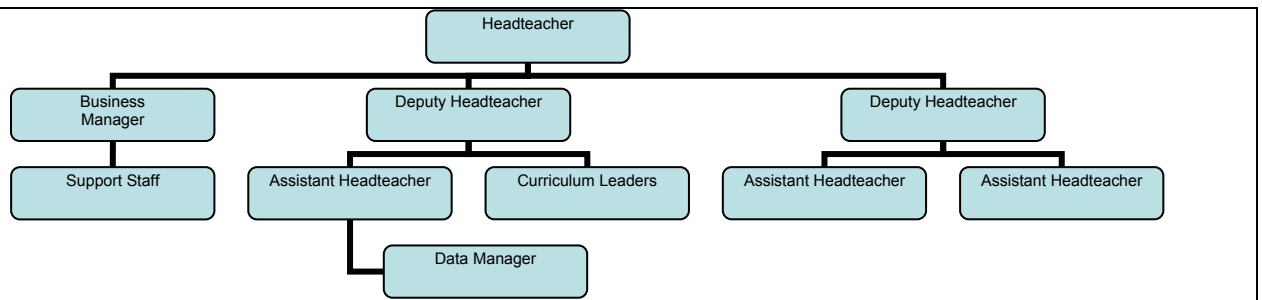 Headteacher
Business
Manager
Deputy Headteacher
Deputy Headteacher
Support Staff
Assistant Headteacher
Curriculum Leaders
Assistant Headteacher
Assistant Headteacher
Data Manager